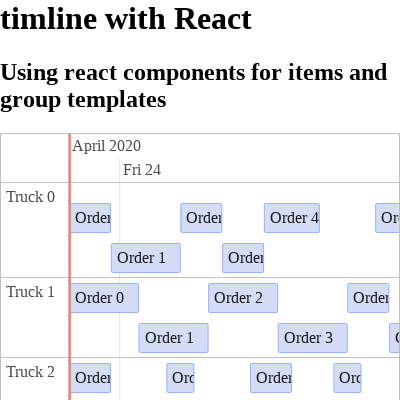 timline with React
Using react components for items and
group templates
April 2020
Fri 24
Truck 0
Order
Order
Order 4
Or
Order 1
Order
Truck 1
Order 0
Order 2
Order
Order 1
Order 3
Truck 2
Order
Ord
Order
Ord